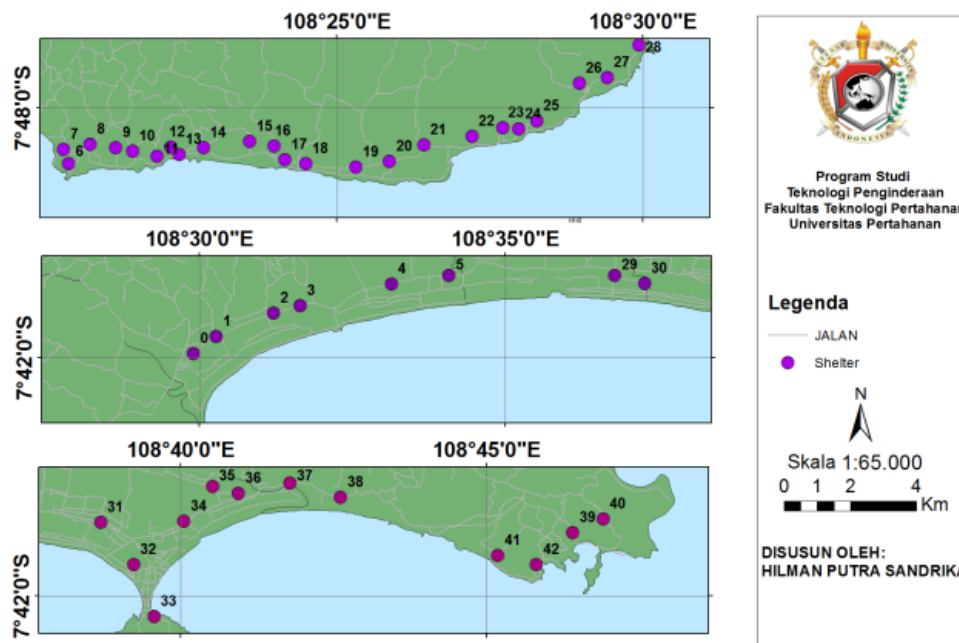 108°25'0"E 108°30'0"E
7°48'0"S
7 8 9 10 12 13 14 15 16 17 18 19 20 21 22 23 24 25 26 27 28
6 11
108°30'0"E 108°35'0"E
7°42'0"S
0 1 2 3 4 5 29 30
108°40'0"E 108°45'0"E
7°42'0"S
31 32 33 34 35 36 37 38 39 40 41 42
Program Studi
Teknologi Penginderaan
Fakultas Teknologi Pertahanan
Universitas Pertahanan
Legenda
JALAN
Shelter
N
Skala 1:65.000
0 1 2 4
Km
DISUSUN OLEH:
HILMAN PUTRA SANDRIKA